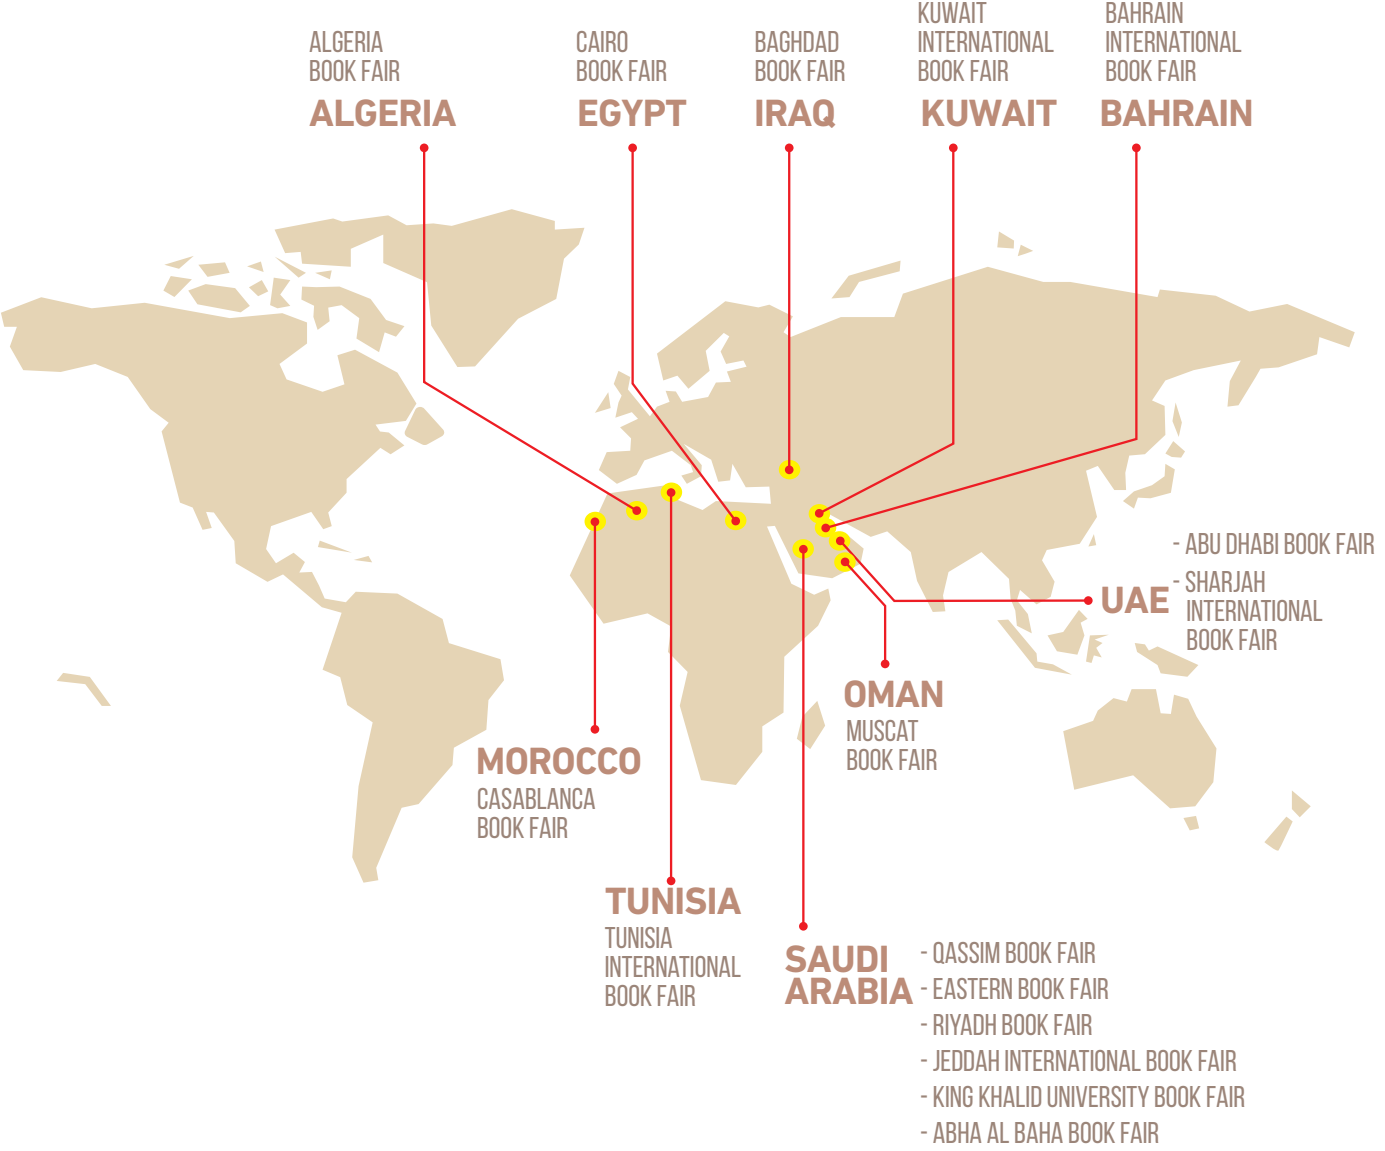 ALGERIA
BOOK FAIR
ALGERIA
CAIRO
BOOK FAIR
EGYPT
BAGHDAD
BOOK FAIR
IRAQ
KUWAIT
INTERNATIONAL
BOOK FAIR
KUWAIT
BAHRAIN
INTERNATIONAL
BOOK FAIR
BAHRAIN
UAE
- ABU DHABI BOOK FAIR
- SHARJAH
INTERNATIONAL
BOOK FAIR
OMAN
MUSCAT
BOOK FAIR
MOROCCO
CASABLANCA
BOOK FAIR
TUNISIA
TUNISIA
INTERNATIONAL
BOOK FAIR
SAUDI
ARABIA
- QASSIM BOOK FAIR
- EASTERN BOOK FAIR
- RIYADH BOOK FAIR
- JEDDAH INTERNATIONAL BOOK FAIR
- KING KHALID UNIVERSITY BOOK FAIR
- ABHA AL BAHA BOOK FAIR